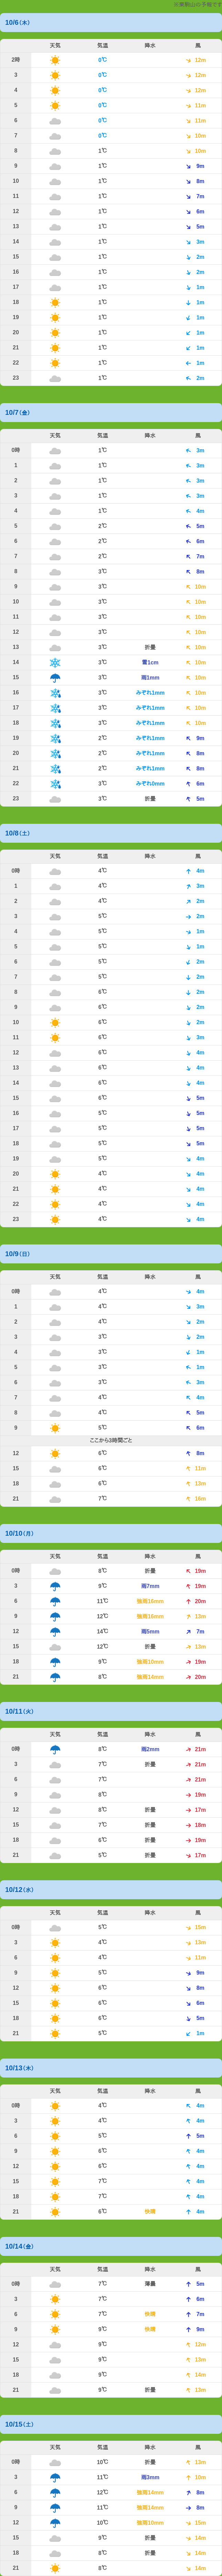 10/6(木)
天気 気温 降水 風
2時 0℃ 12m
3 0℃ 12m
4 0℃ 12m
5 0℃ 11m
6 0℃ 11m
7 0℃ 10m
8 1℃ 10m
9 1℃ 9m
10 1℃ 8m
11 1℃ 7m
12 1℃ 6m
13 1℃ 5m
14 1℃ 3m
15 1℃ 2m
16 1℃ 2m
17 1℃ 1m
18 1℃ 1m
19 1℃ 1m
20 1℃ 1m
21 1℃ 1m
22 1℃ 1m
23 1℃ 2m
10/7(金)
天気 気温 降水 風
0時 1℃ 3m
1 1℃ 3m
2 1℃ 3m
3 1℃ 3m
4 1℃ 4m
5 2℃ 5m
6 2℃ 6m
7 2℃ 7m
8 3℃ 8m
9 3℃ 10m
10 3℃ 10m
11 3℃ 10m
12 3℃ 10m
13 3℃ 折曇 10m
14 3℃ 雪1cm 10m
15 3℃ 雨1mm 10m
16 3℃ みぞれ1mm 10m
17 3℃ みぞれ1mm 10m
18 3℃ みぞれ1mm 10m
19 2℃ みぞれ1mm 9m
20 2℃ みぞれ1mm 8m
21 2℃ みぞれ1mm 8m
22 3℃ みぞれ0mm 6m
23 3℃ 折曇 5m
10/8(土)
天気 気温 降水 風
0時 4℃ 4m
1 4℃ 3m
2 4℃ 2m
3 5℃ 2m
4 5℃ 1m
5 5℃ 1m
6 5℃ 2m
7 5℃ 2m
8 5℃ 2m
9 6℃ 2m
10 6℃ 2m
11 6℃ 3m
12 6℃ 4m
13 6℃ 4m
14 6℃ 4m
15 6℃ 5m
16 5℃ 5m
17 5℃ 5m
18 5℃ 5m
19 5℃ 4m
20 4℃ 4m
21 4℃ 4m
22 4℃ 4m
23 4℃ 4m
10/9(日)
天気 気温 降水 風
0時 4℃ 4m
1 4℃ 3m
2 4℃ 2m
3 3℃ 2m
4 3℃ 1m
5 3℃ 1m
6 3℃ 3m
7 4℃ 4m
8 4℃ 5m
9 5℃ 6m
ここから3時間ごと
12 6℃ 8m
15 6℃ 11m
18 6℃ 13m
21 7℃ 16m
10/10(月)
天気 気温 降水 風
0時 8℃ 折曇 19m
3 9℃ 雨7mm 19m
6 11℃ 強雨16mm 20m
9 12℃ 強雨16mm 13m
12 14℃ 雨5mm 7m
15 12℃ 折曇 13m
18 9℃ 強雨10mm 19m
21 8℃ 強雨14mm 20m
10/11(火)
天気 気温 降水 風
0時 8℃ 雨2mm 21m
3 7℃ 折曇 21m
6 7℃ 21m
9 8℃ 19m
12 8℃ 折曇 17m
15 7℃ 折曇 18m
18 6℃ 折曇 19m
21 5℃ 折曇 17m
10/12(水)
天気 気温 降水 風
0時 5℃ 15m
3 4℃ 13m
6 4℃ 11m
9 5℃ 9m
12 6℃ 8m
15 6℃ 6m
18 6℃ 5m
21 5℃ 1m
10/13(木)
天気 気温 降水 風
0時 4℃ 4m
3 4℃ 4m
6 5℃ 5m
9 6℃ 4m
12 6℃ 4m
15 7℃ 4m
18 7℃ 4m
21 6℃ 快晴 4m
10/14(金)
天気 気温 降水 風
0時 7℃ 薄曇 5m
3 7℃ 6m
6 7℃ 快晴 7m
9 9℃ 快晴 9m
12 9℃ 12m
15 9℃ 13m
18 9℃ 14m
21 9℃ 折曇 13m
10/15(土)
天気 気温 降水 風
0時 10℃ 折曇 13m
3 11℃ 雨3mm 10m
6 12℃ 強雨14mm 8m
9 11℃ 強雨14mm 8m
12 10℃ 強雨10mm 15m
15 9℃ 折曇 14m
18 8℃ 折曇 14m
21 8℃ 14m